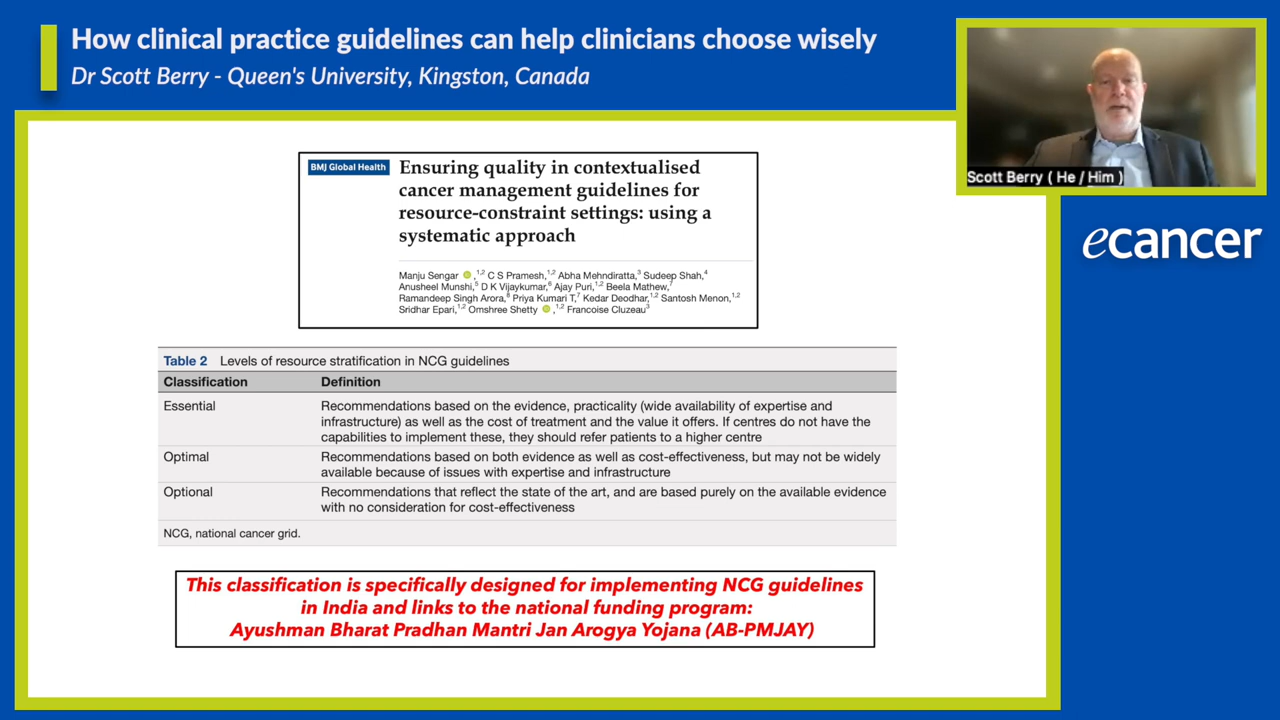 How clinical practice guidelines can help clinicians choose wisely
Dr Scott Berry - Queen's University, Kingston, Canada
Scott Berry ( He / Him )
ecancer
BMJ Global Health
Ensuring quality in contextualised
cancer management guidelines for
resource-constraint settings: using a
systematic approach
Manju Sengar ,1,2 C S Pramesh,1,2 Abha Mehndiratta,3 Sudeep Shah,4
Anusheel Munshi,5 D K Vijaykumar,6 Ajay Puri,1,2 Beela Mathew,7
Ramandeep Singh Arora,8 Priya Kumari T,7 Kedar Deodhar,1,2 Santosh Menon,1,2
Sridhar Epari,1,2 Omshree Shetty ,1,2 Francoise Cluzeau3
Table 2 Levels of resource stratification in NCG guidelines
Classification Definition
Essential Recommendations based on the evidence, practicality (wide availability of expertise and
infrastructure) as well as the cost of treatment and the value it offers. If centres do not have the
capabilities to implement these, they should refer patients to a higher centre
Optimal Recommendations based on both evidence as well as cost-effectiveness, but may not be widely
available because of issues with expertise and infrastructure
Optional Recommendations that reflect the state of the art, and are based purely on the available evidence
with no consideration for cost-effectiveness
NCG, national cancer grid.
This classification is specifically designed for implementing NCG guidelines
in India and links to the national funding program:
Ayushman Bharat Pradhan Mantri Jan Arogya Yojana (AB-PMJAY)